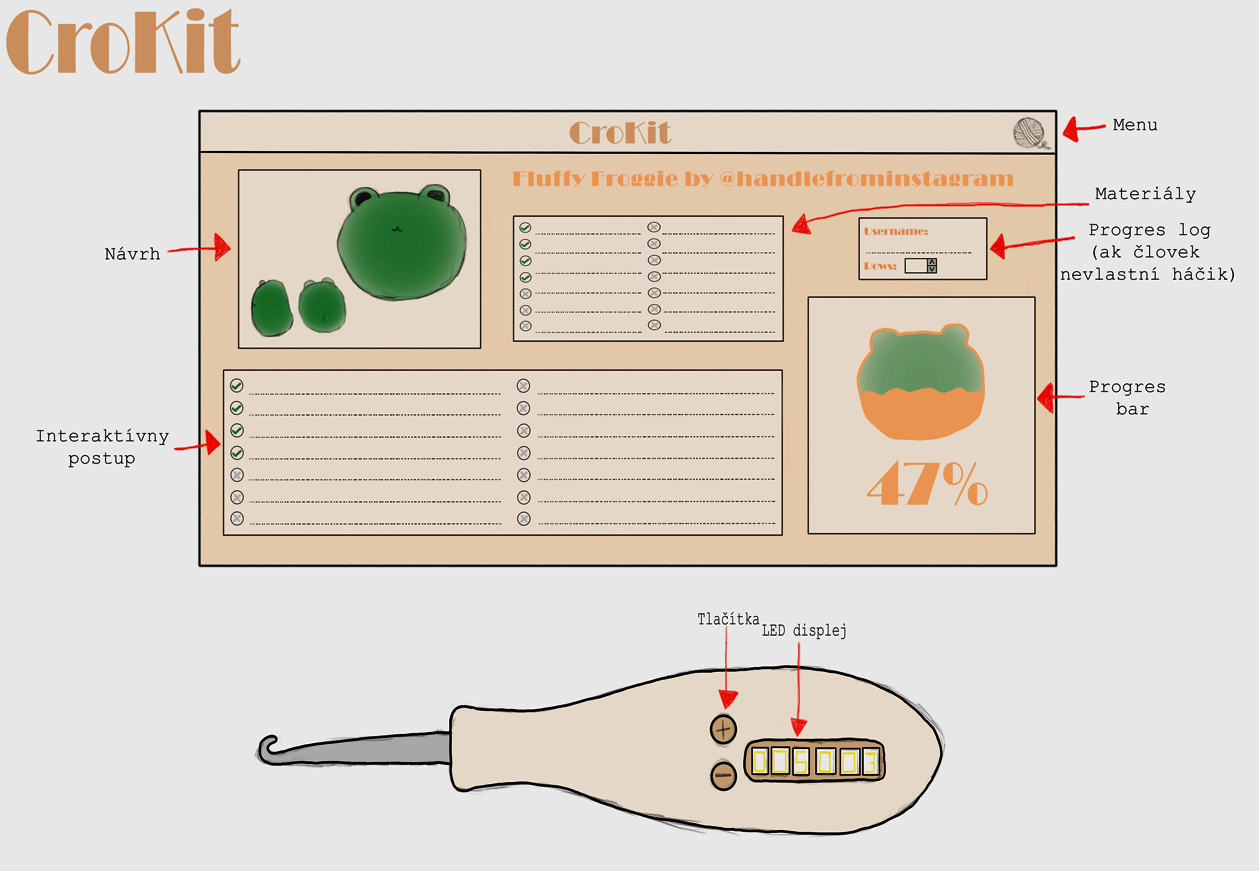 CroKit
CroKit
Menu
Fluffy Froggie by @handlefrominstagram
Materiály
Návrh
Username:
Rows:
Progres log
(ak človek
nevlastní háčik)
Progres
bar
Interaktívny
postup
47%
Tlačítka
LED displej
+
−
005003